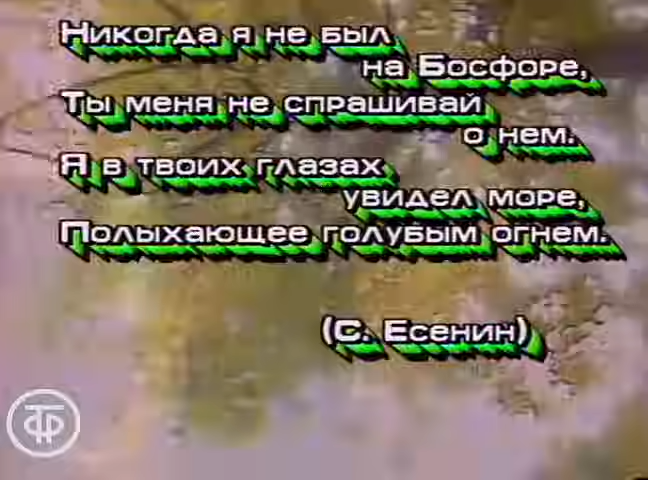 Никогда я не был
на Босфоре,
Ты меня не спрашивай
о нем.
Я в твоих глазах
увидел море,
Полыхающее голубым огнем.
(С. Есенин)